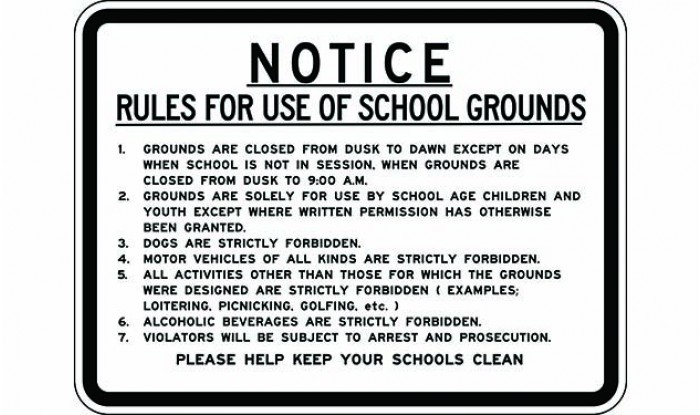 NOTICE
RULES FOR USE OF SCHOOL GROUNDS
1. GROUNDS ARE CLOSED FROM DUSK TO DAWN EXCEPT ON DAYS
WHEN SCHOOL IS NOT IN SESSION, WHEN GROUNDS ARE
CLOSED FROM DUSK TO 9:00 A.M.
2. GROUNDS ARE SOLELY FOR USE BY SCHOOL AGE CHILDREN AND
YOUTH EXCEPT WHERE WRITTEN PERMISSION HAS OTHERWISE
BEEN GRANTED.
3. DOGS ARE STRICTLY FORBIDDEN.
4. MOTOR VEHICLES OF ALL KINDS ARE STRICTLY FORBIDDEN.
5. ALL ACTIVITIES OTHER THAN THOSE FOR WHICH THE GROUNDS
WERE DESIGNED ARE STRICTLY FORBIDDEN ( EXAMPLES;
LOITERING, PICNICKING, GOLFING, etc. )
6. ALCOHOLIC BEVERAGES ARE STRICTLY FORBIDDEN.
7. VIOLATORS WILL BE SUBJECT TO ARREST AND PROSECUTION.
PLEASE HELP KEEP YOUR SCHOOLS CLEAN